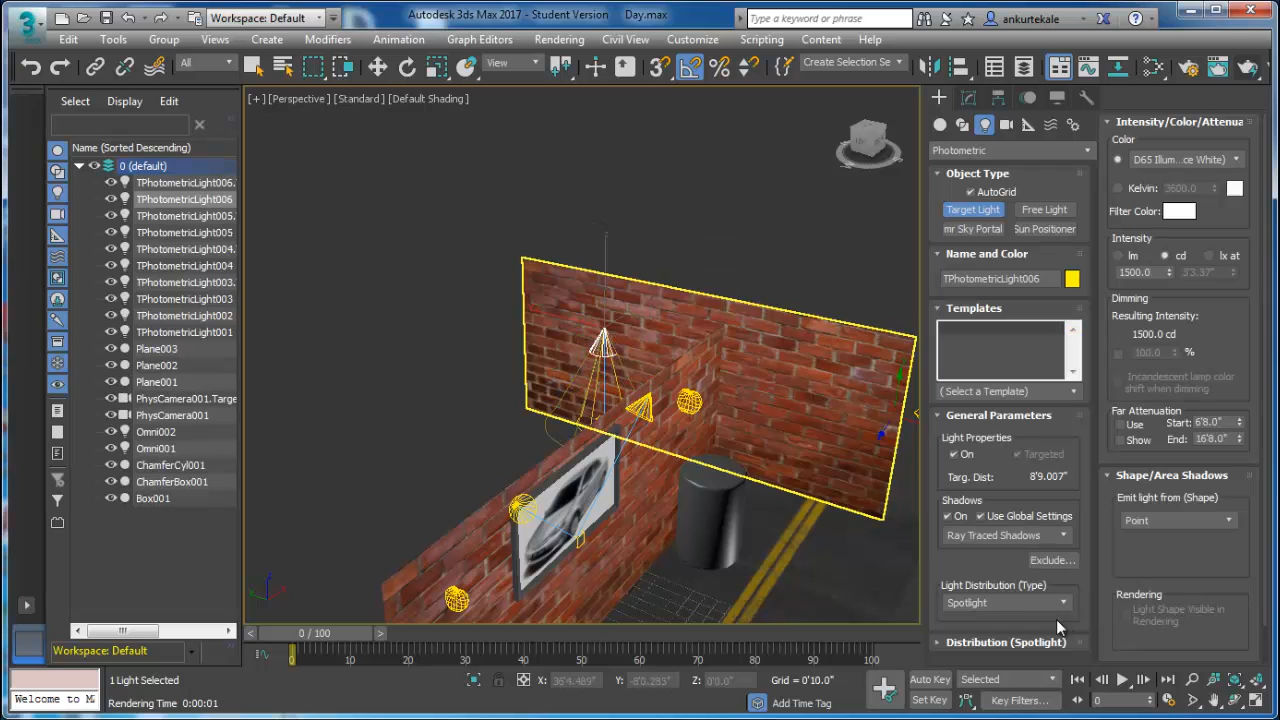 Workspace: Default
Autodesk 3ds Max 2017 - Student Version Day.max
Type a keyword or phrase
ankurtekale
Edit Tools Group Views Create Modifiers Animation Graph Editors Rendering Civil View Customize Scripting Content Help
All
View
Create Selection Se
Select Display Edit
Name (Sorted Descending)
0 (default)
TPhotometricLight006.
TPhotometricLight006
TPhotometricLight005.
TPhotometricLight005
TPhotometricLight004.
TPhotometricLight004
TPhotometricLight003.
TPhotometricLight003
TPhotometricLight002
TPhotometricLight001
Plane003
Plane002
Plane001
PhysCamera001.Targe
PhysCamera001
Omni002
Omni001
ChamferCyl001
ChamferBox001
Box001
Workspace: Default
[+] [Perspective] [Standard] [Default Shading]
Photometric
Object Type
AutoGrid
Target Light Free Light
mr Sky Portal Sun Positioner
Name and Color
TPhotometricLight006
Templates
(Select a Template)
General Parameters
Light Properties
On Targeted
Targ. Dist: 8'9.007"
Shadows
On Use Global Settings
Ray Traced Shadows
Exclude...
Light Distribution (Type)
Spotlight
Distribution (Spotlight)
Intensity/Color/Attenua
Color
D65 Illum...ce White)
Kelvin: 3600.0
Filter Color:
Intensity
lm cd lx at
1500.0 3'3.37"
Dimming
Resulting Intensity:
1500.0 cd
100.0 %
Incandescent lamp color
shift when dimming
Far Attenuation
Use Start: 6'8.0"
Show End: 16'8.0"
Shape/Area Shadows
Emit light from (Shape)
Point
Rendering
Light Shape Visible in
Rendering
0 / 100
0 10 20 30 40 50 60 70 80 90 100
Welcome to M
1 Light Selected
Rendering Time 0:00:01
X: 36'4.489" Y: -8'0.283" Z: 0'0.0" Grid = 0'10.0"
Add Time Tag
Auto Key Selected
Set Key Key Filters...
0